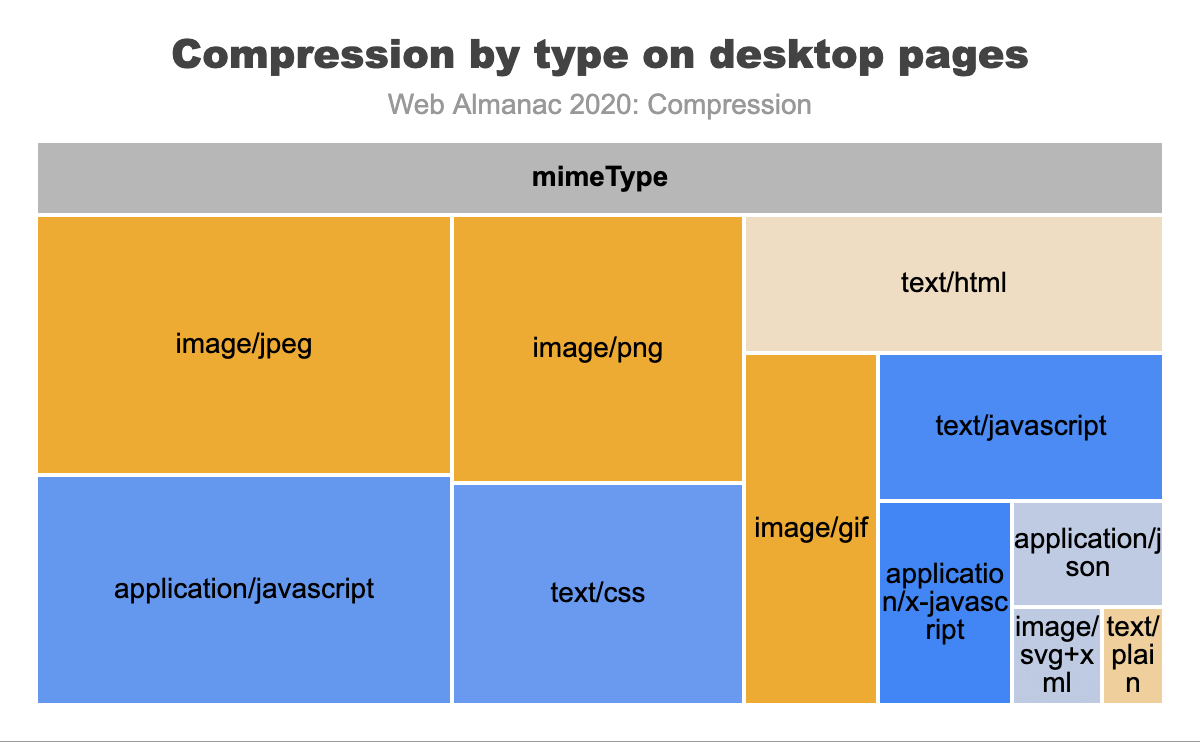 Compression by type on desktop pages
Web Almanac 2020: Compression
mimeType
image/jpeg
image/png
text/html
application/javascript
text/css
image/gif
text/javascript
applicatio
n/x-javasc
ript
application/j
son
image/
svg+x
ml
text/
plai
n